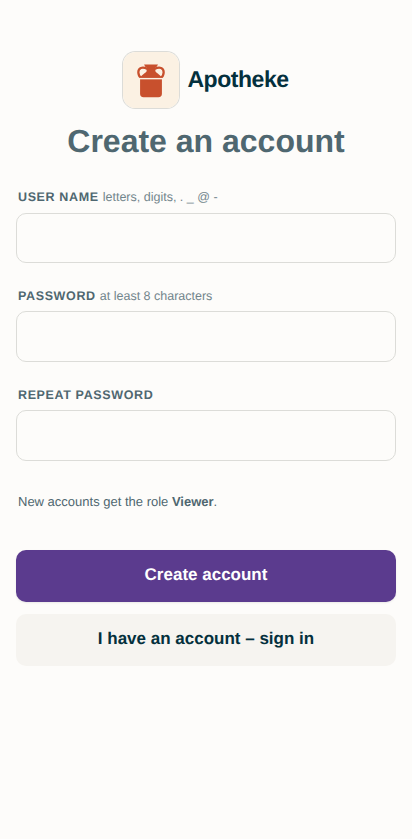 Apotheke
Create an account
USER NAME letters, digits, . _ @ -
PASSWORD at least 8 characters
REPEAT PASSWORD
New accounts get the role Viewer.
Create account
I have an account – sign in